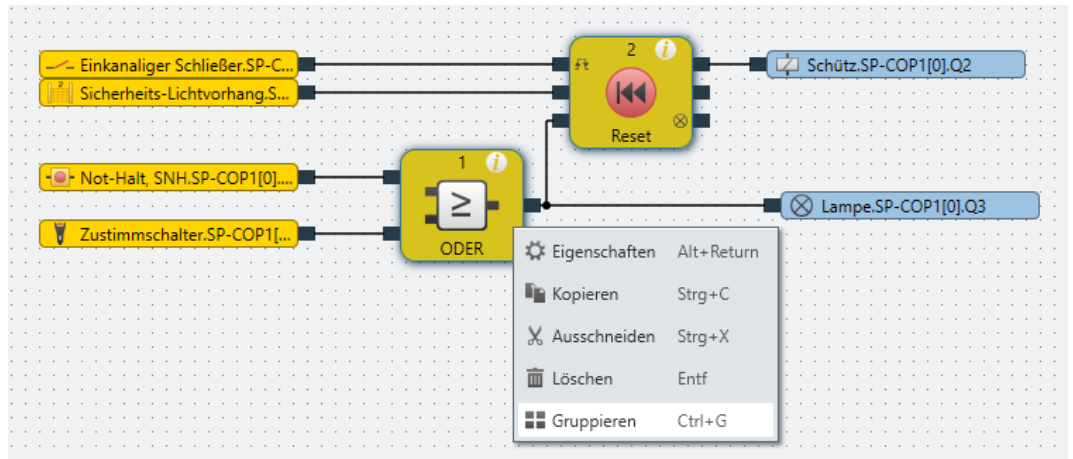 Einkanaliger Schließer.SP-C...
Sicherheits-Lichtvorhang.S...
2
Reset
Schütz.SP-COP1[0].Q2
Not-Halt, SNH.SP-COP1[0]....
Zustimmschalter.SP-COP1[...
1
≥
ODER
Lampe.SP-COP1[0].Q3
Eigenschaften Alt+Return
Kopieren Strg+C
Ausschneiden Strg+X
Löschen Entf
Gruppieren Ctrl+G